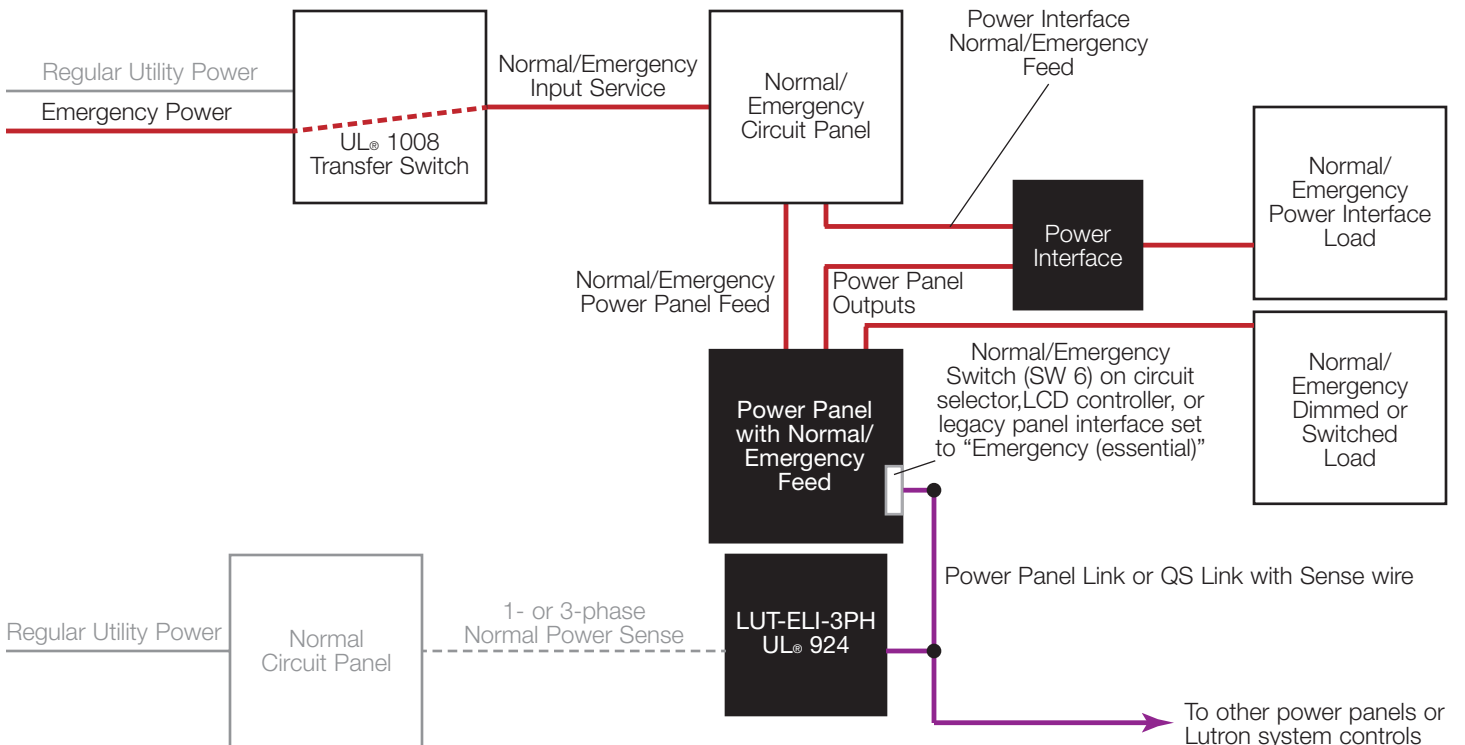 Regular Utility Power
Emergency Power
UL® 1008
Transfer Switch
Normal/Emergency
Input Service
Normal/
Emergency
Circuit Panel
Power Interface
Normal/Emergency
Feed
Power
Interface
Normal/
Emergency
Power Interface
Load
Normal/Emergency
Power Panel Feed
Power Panel
Outputs
Power Panel
with Normal/
Emergency
Feed
Normal/Emergency
Switch (SW 6) on circuit
selector,LCD controller, or
legacy panel interface set
to “Emergency (essential)”
Normal/
Emergency
Dimmed or
Switched
Load
Regular Utility Power
Normal
Circuit Panel
1- or 3-phase
Normal Power Sense
LUT-ELI-3PH
UL® 924
Power Panel Link or QS Link with Sense wire
To other power panels or
Lutron system controls